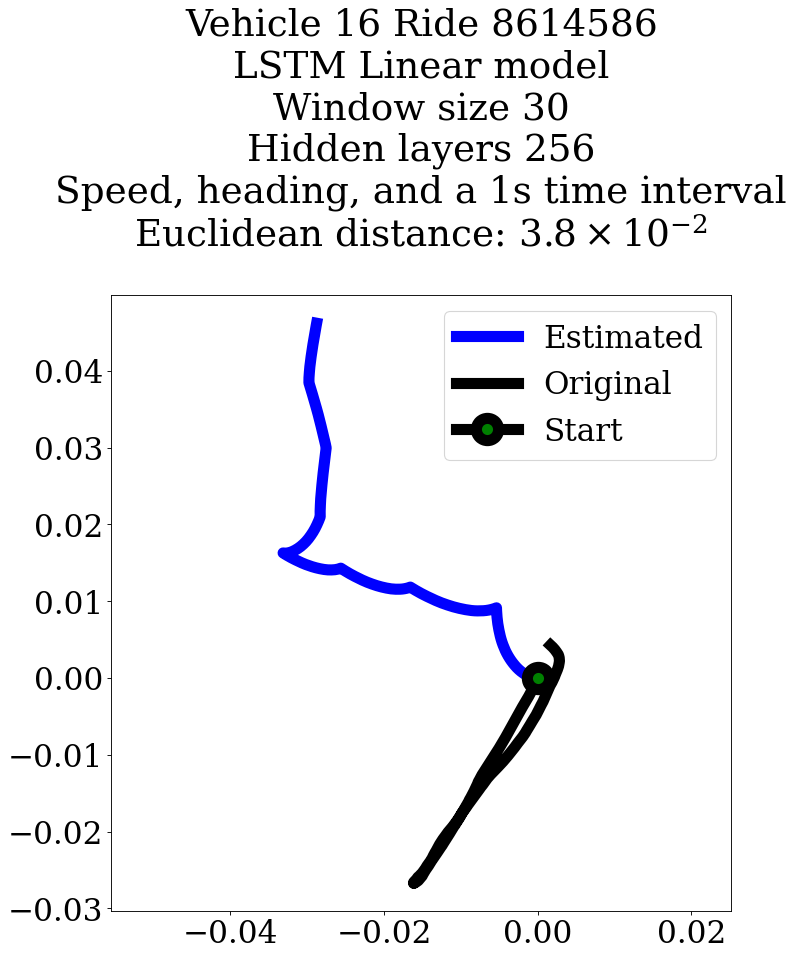 Vehicle 16 Ride 8614586
LSTM Linear model
Window size 30
Hidden layers 256
Speed, heading, and a 1s time interval
Euclidean distance: 3.8 × 10⁻²
Estimated
Original
Start
0.04
0.03
0.02
0.01
0.00
−0.01
−0.02
−0.03
−0.04 −0.02 0.00 0.02